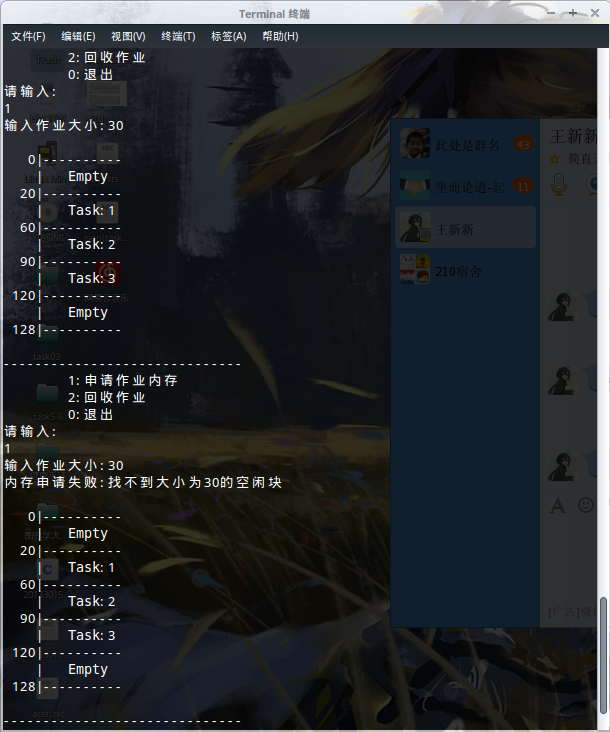 Terminal 终端
文件(F) 编辑(E) 视图(V) 终端(T) 标签(A) 帮助(H)
2: 回收作业
0: 退出
请输入:
1
输入作业大小:30
0|----------
| Empty
20|----------
| Task: 1
60|----------
| Task: 2
90|----------
| Task: 3
120|----------
| Empty
128|----------
----------------------------
1: 申请作业内存
2: 回收作业
0: 退出
请输入:
1
输入作业大小:30
内存申请失败:找不到大小为30的空闲块
0|----------
| Empty
20|----------
| Task: 1
60|----------
| Task: 2
90|----------
| Task: 3
120|----------
| Empty
128|----------
----------------------------
此处是群名 43
坐而论道-起 11
王新新
210宿舍
王新新
task03